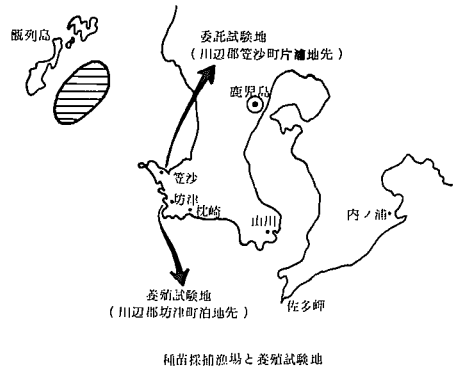 甑列島
委託試験地
(川辺郡笠沙町片浦地先)
鹿児島
笠沙
坊津
枕崎
山川
内ノ浦
養殖試験地
(川辺郡坊津町泊地先)
佐多岬
種苗採捕漁場と養殖試験地